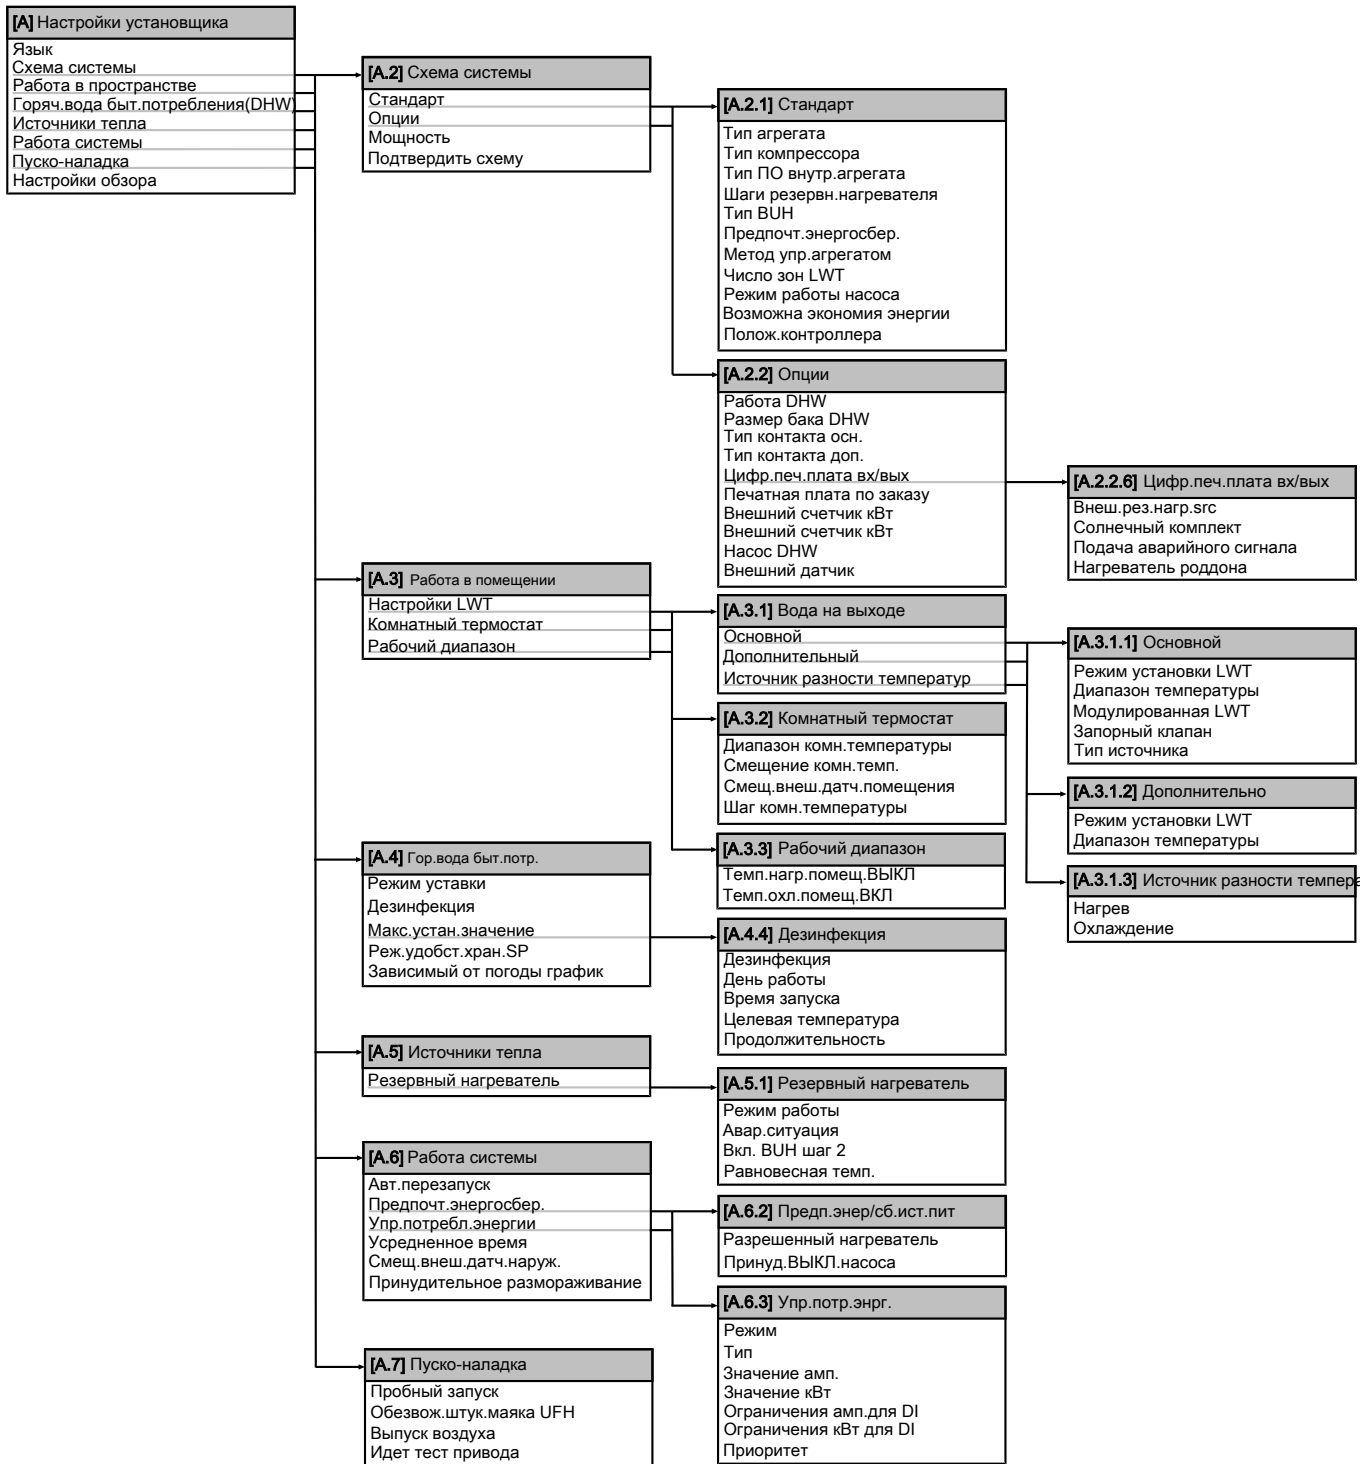 [A] Настройки установщика
Язык
Схема системы
Работа в пространстве
Горяч.вода быт.потребления(DHW)
Источники тепла
Работа системы
Пуско-наладка
Настройки обзора
[A.2] Схема системы
Стандарт
Опции
Мощность
Подтвердить схему
[A.2.1] Стандарт
Тип агрегата
Тип компрессора
Тип ПО внутр.агрегата
Шаги резервн.нагревателя
Тип BUH
Предпочт.энергосбер.
Метод упр.агрегатом
Число зон LWT
Режим работы насоса
Возможна экономия энергии
Полож.контроллера
[A.2.2] Опции
Работа DHW
Размер бака DHW
Тип контакта осн.
Тип контакта доп.
Цифр.печ.плата вх/вых
Печатная плата по заказу
Внешний счетчик кВт
Внешний счетчик кВт
Насос DHW
Внешний датчик
[A.2.2.6] Цифр.печ.плата вх/вых
Внеш.рез.нагр.src
Солнечный комплект
Подача аварийного сигнала
Нагреватель роддона
[A.3] Работа в помещении
Настройки LWT
Комнатный термостат
Рабочий диапазон
[A.3.1] Вода на выходе
Основной
Дополнительный
Источник разности температур
[A.3.1.1] Основной
Режим установки LWT
Диапазон температуры
Модулированная LWT
Запорный клапан
Тип источника
[A.3.2] Комнатный термостат
Диапазон комн.температуры
Смещение комн.темп.
Смещ.внеш.датч.помещения
Шаг комн.температуры
[A.3.1.2] Дополнительно
Режим установки LWT
Диапазон температуры
[A.3.3] Рабочий диапазон
Темп.нагр.помещ.ВЫКЛ
Темп.охл.помещ.ВКЛ
[A.3.1.3] Источник разности темпера
Нагрев
Охлаждение
[A.4] Гор.вода быт.потр.
Режим уставки
Дезинфекция
Макс.устан.значение
Реж.удобст.хран.SP
Зависимый от погоды график
[A.4.4] Дезинфекция
Дезинфекция
День работы
Время запуска
Целевая температура
Продолжительность
[A.5] Источники тепла
Резервный нагреватель
[A.5.1] Резервный нагреватель
Режим работы
Авар.ситуация
Вкл. BUH шаг 2
Равновесная темп.
[A.6] Работа системы
Авт.перезапуск
Предпочт.энергосбер.
Упр.потребл.энергии
Усредненное время
Смещ.внеш.датч.наруж.
Принудительное размораживание
[A.6.2] Предп.энер/сб.ист.пит
Разрешенный нагреватель
Принуд.ВЫКЛ.насоса
[A.6.3] Упр.потр.энрг.
Режим
Тип
Значение амп.
Значение кВт
Ограничения амп.для DI
Ограничения кВт для DI
Приоритет
[A.7] Пуско-наладка
Пробный запуск
Обезвож.штук.маяка UFH
Выпуск воздуха
Идет тест привода